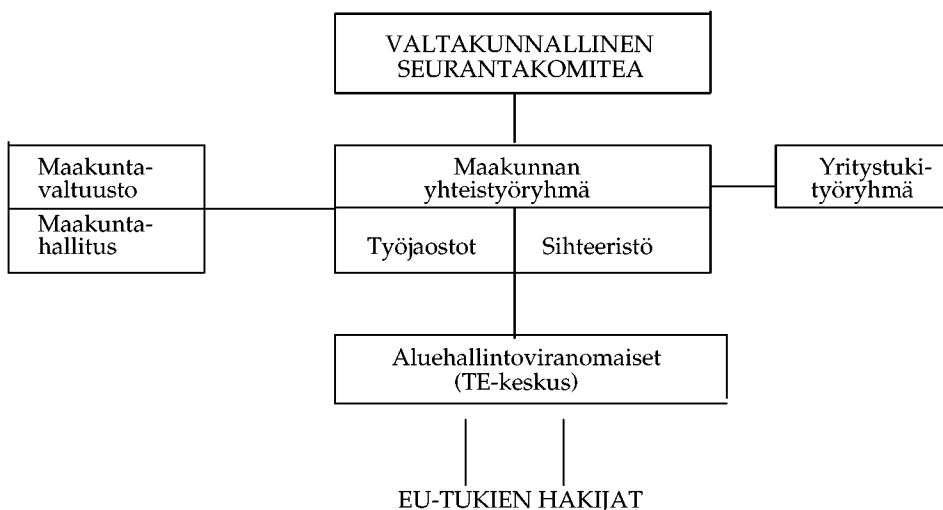 VALTAKUNNALLINEN
SEURANTAKOMITEA
Maakunta-
valtuusto
Maakunta-
hallitus
Maakunnan
yhteistyöryhmä
Työjaostot
Sihteeristö
Yritystuki-
työryhmä
Aluehallintoviranomaiset
(TE-keskus)
EU-TUKIEN HAKIJAT